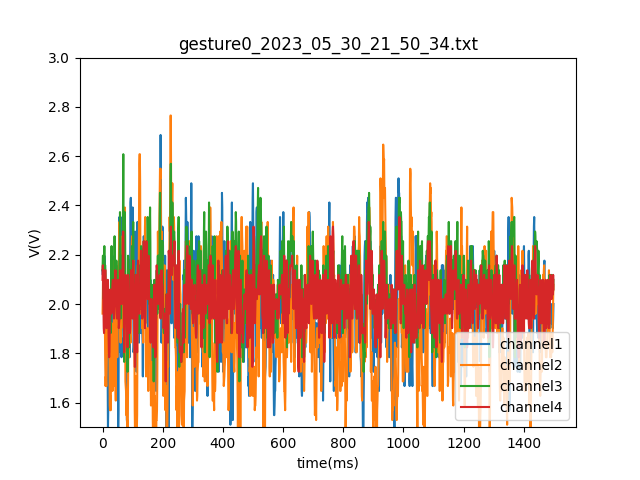 gesture0_2023_05_30_21_50_34.txt
V(V)
3.0
2.8
2.6
2.4
2.2
2.0
1.8
1.6
channel1
channel2
channel3
channel4
0 200 400 600 800 1000 1200 1400
time(ms)